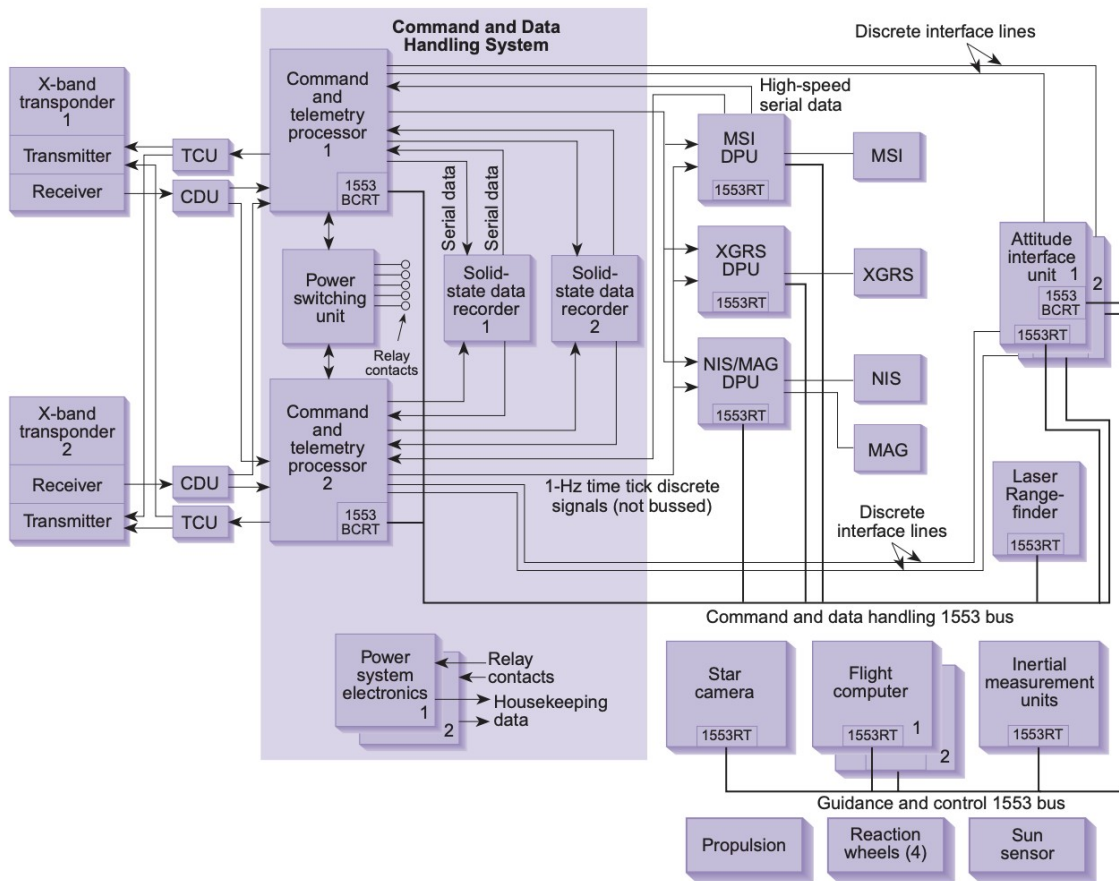 Command and Data
Handling System
Discrete interface lines
X-band
transponder
1
Transmitter
Receiver
TCU
CDU
Command
and
telemetry
processor
1
1553
BCRT
Serial data
Serial data
High-speed
serial data
MSI
DPU
1553RT
MSI
Power
switching
unit
Relay
contacts
Solid-
state data
recorder
1
Solid-
state data
recorder
2
XGRS
DPU
1553RT
XGRS
Attitude
interface
unit
1
2
1553
BCRT
1553RT
NIS/MAG
DPU
1553RT
NIS
MAG
X-band
transponder
2
Receiver
Transmitter
CDU
TCU
Command
and
telemetry
processor
2
1553
BCRT
1-Hz time tick discrete
signals (not bussed)
Discrete
interface lines
Laser
Range-
finder
1553RT
Command and data handling 1553 bus
Power
system
electronics
1
2
Relay
contacts
Housekeeping
data
Star
camera
1553RT
Flight
computer
1553RT
1
2
Inertial
measurement
units
1553RT
Guidance and control 1553 bus
Propulsion
Reaction
wheels (4)
Sun
sensor